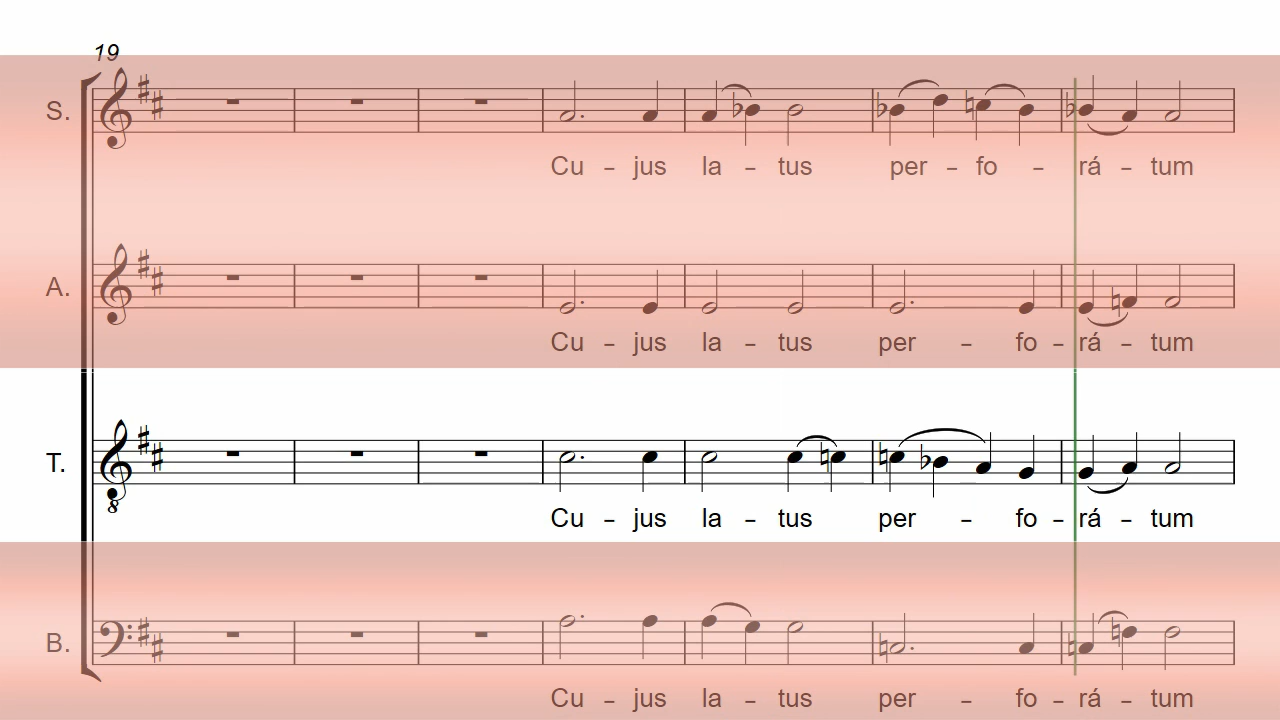 19
S.
Cu - jus la - tus per - fo - rá - tum
A.
Cu - jus la - tus per - fo - rá - tum
T.
8
Cu - jus la - tus per - fo - rá - tum
B.
Cu - jus la - tus per - fo - rá - tum